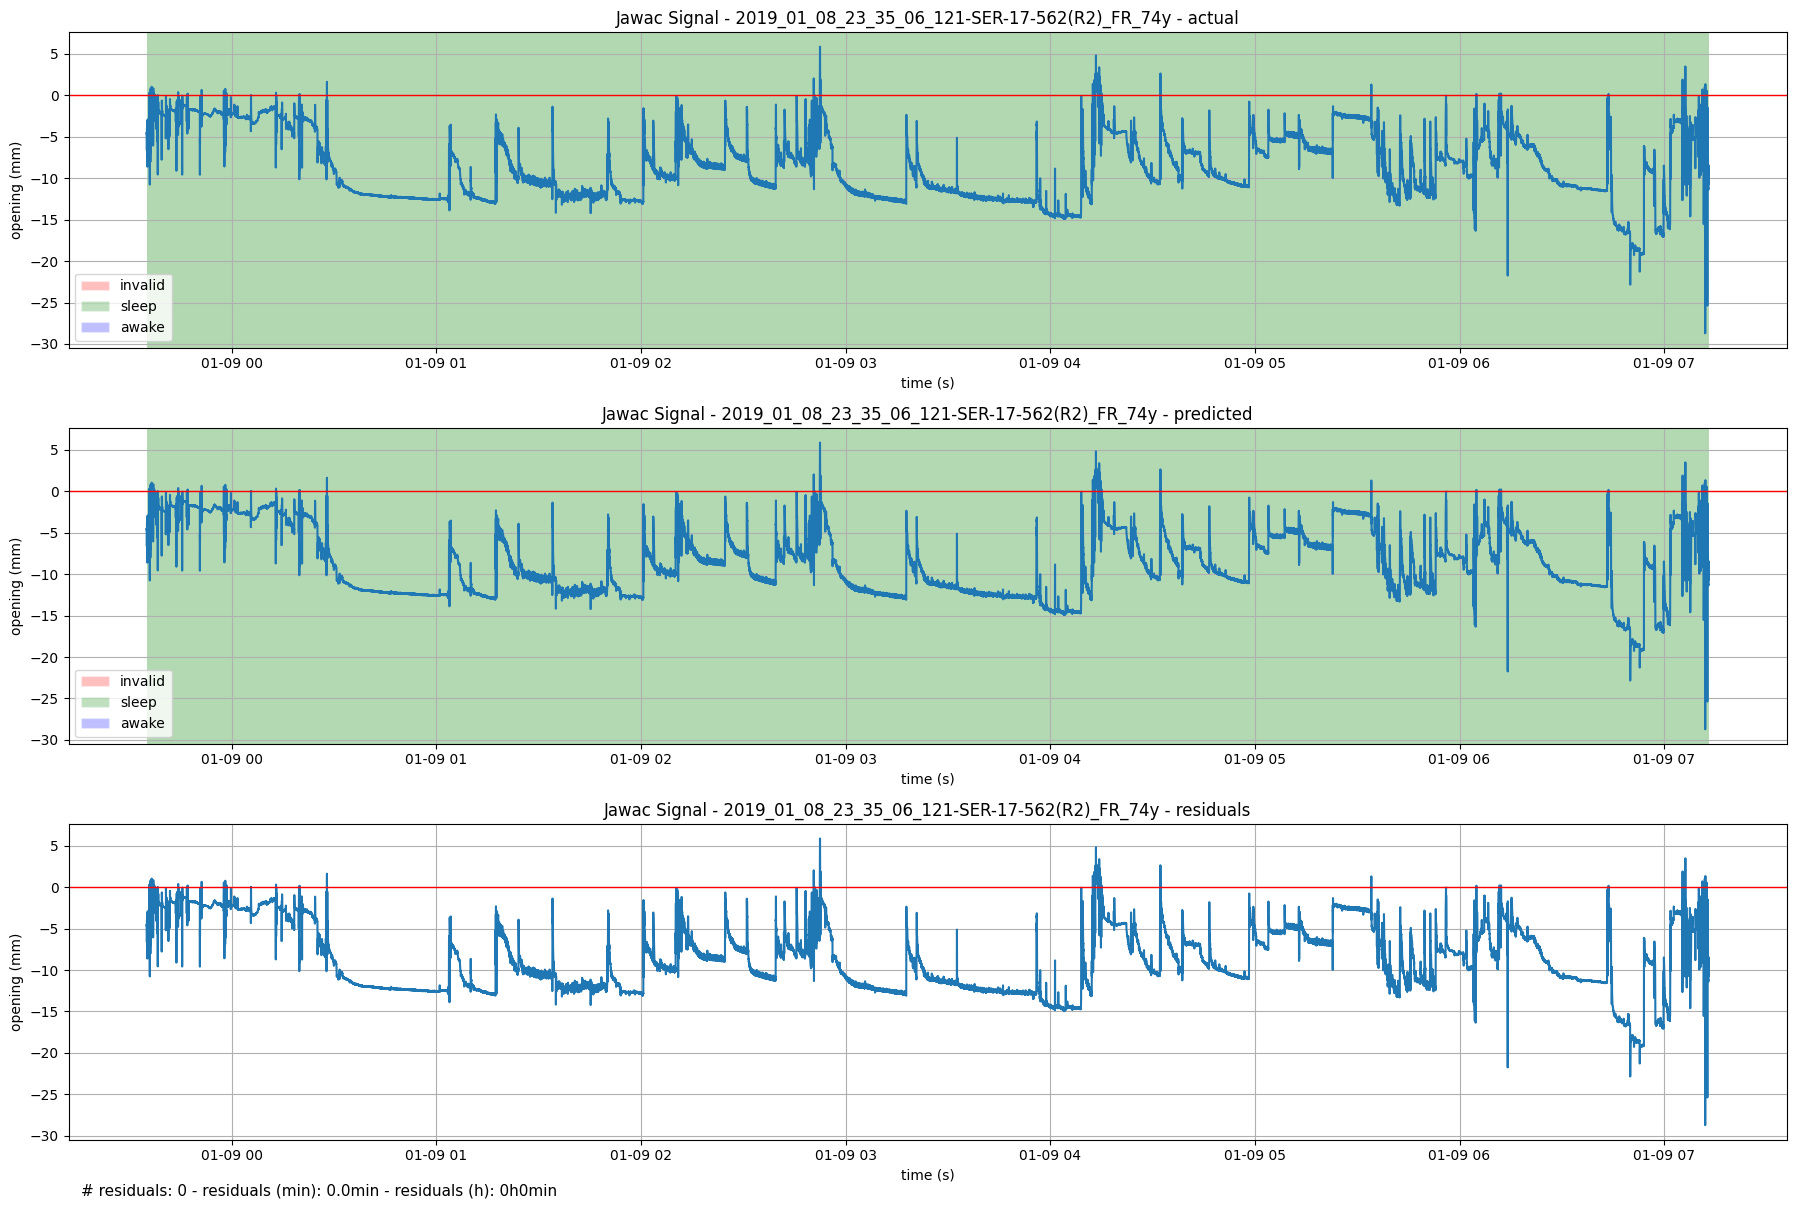 Jawac Signal - 2019_01_08_23_35_06_121-SER-17-562(R2)_FR_74y - actual
5
0
−5
−10
−15
−20
−25
−30
opening (mm)
invalid
sleep
awake
01-09 00 01-09 01 01-09 02 01-09 03 01-09 04 01-09 05 01-09 06 01-09 07
time (s)
Jawac Signal - 2019_01_08_23_35_06_121-SER-17-562(R2)_FR_74y - predicted
5
0
−5
−10
−15
−20
−25
−30
opening (mm)
invalid
sleep
awake
01-09 00 01-09 01 01-09 02 01-09 03 01-09 04 01-09 05 01-09 06 01-09 07
time (s)
Jawac Signal - 2019_01_08_23_35_06_121-SER-17-562(R2)_FR_74y - residuals
5
0
−5
−10
−15
−20
−25
−30
opening (mm)
01-09 00 01-09 01 01-09 02 01-09 03 01-09 04 01-09 05 01-09 06 01-09 07
time (s)
# residuals: 0 - residuals (min): 0.0min - residuals (h): 0h0min